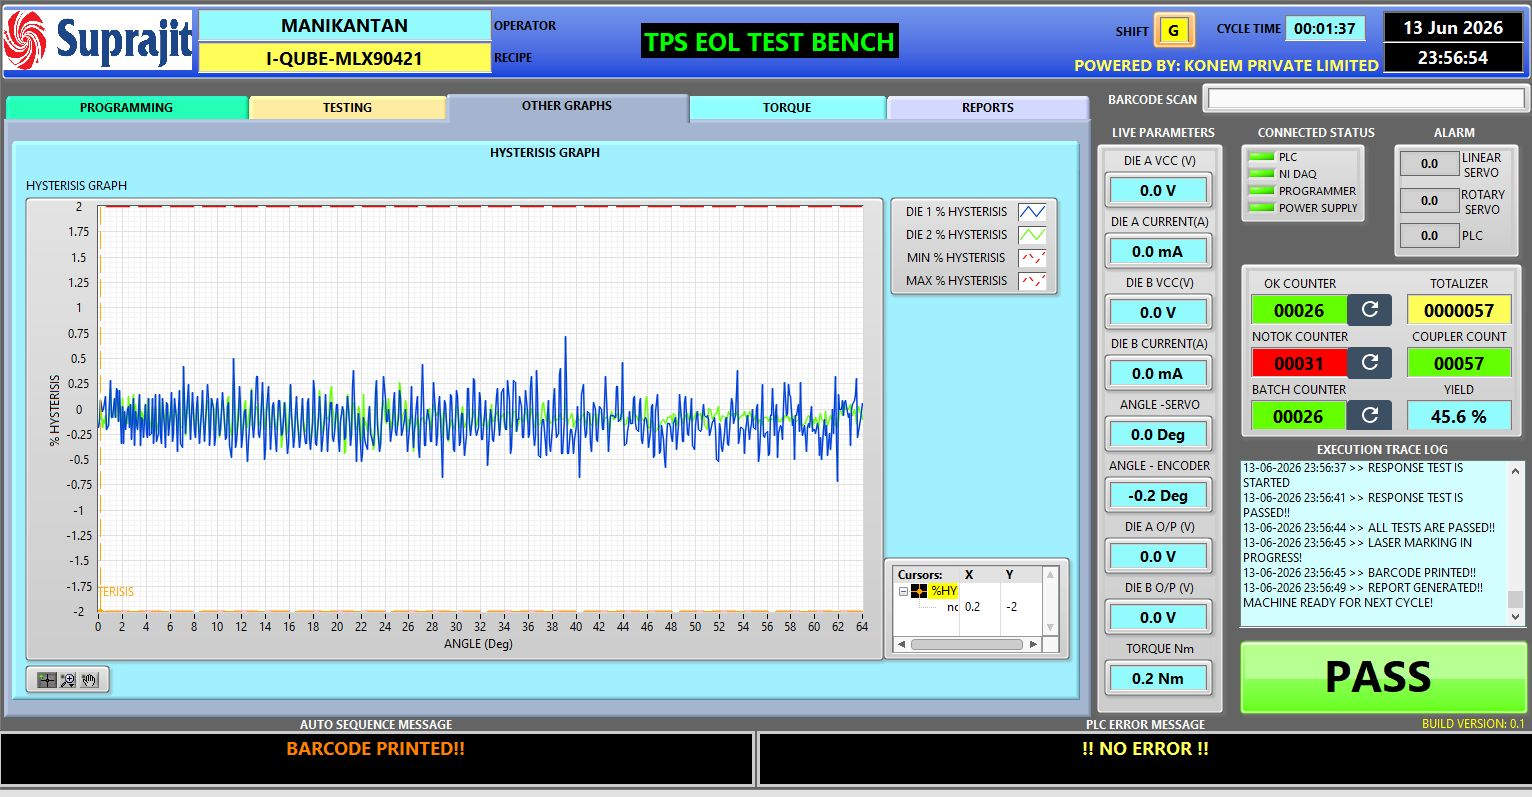 Suprajit
MANIKANTAN
OPERATOR
I-QUBE-MLX90421
RECIPE
TPS EOL TEST BENCH
SHIFT
G
CYCLE TIME
00:01:37
13 Jun 2026
23:56:54
POWERED BY: KONEM PRIVATE LIMITED
PROGRAMMING
TESTING
OTHER GRAPHS
TORQUE
REPORTS
BARCODE SCAN
HYSTERISIS GRAPH
HYSTERISIS GRAPH
% HYSTERISIS
2
1.75
1.5
1.25
1
0.75
0.5
0.25
0
-0.25
-0.5
-0.75
-1
-1.25
-1.5
-1.75
-2
TERISIS
0 2 4 6 8 10 12 14 16 18 20 22 24 26 28 30 32 34 36 38 40 42 44 46 48 50 52 54 56 58 60 62 64
ANGLE (Deg)
DIE 1 % HYSTERISIS
DIE 2 % HYSTERISIS
MIN % HYSTERISIS
MAX % HYSTERISIS
Cursors: X Y
%HY
nc 0.2 -2
LIVE PARAMETERS
DIE A VCC (V)
0.0 V
DIE A CURRENT(A)
0.0 mA
DIE B VCC(V)
0.0 V
DIE B CURRENT(A)
0.0 mA
ANGLE -SERVO
0.0 Deg
ANGLE - ENCODER
-0.2 Deg
DIE A O/P (V)
0.0 V
DIE B O/P (V)
0.0 V
TORQUE Nm
0.2 Nm
CONNECTED STATUS
PLC
NI DAQ
PROGRAMMER
POWER SUPPLY
ALARM
0.0 LINEAR SERVO
0.0 ROTARY SERVO
0.0 PLC
OK COUNTER
00026
TOTALIZER
0000057
NOTOK COUNTER
00031
COUPLER COUNT
00057
BATCH COUNTER
00026
YIELD
45.6 %
EXECUTION TRACE LOG
13-06-2026 23:56:37 >> RESPONSE TEST IS
STARTED
13-06-2026 23:56:41 >> RESPONSE TEST IS
PASSED!!
13-06-2026 23:56:44 >> ALL TESTS ARE PASSED!!
13-06-2026 23:56:45 >> LASER MARKING IN
PROGRESS!
13-06-2026 23:56:45 >> BARCODE PRINTED!!
13-06-2026 23:56:49 >> REPORT GENERATED!!
MACHINE READY FOR NEXT CYCLE!
PASS
BUILD VERSION: 0.1
AUTO SEQUENCE MESSAGE
BARCODE PRINTED!!
PLC ERROR MESSAGE
!! NO ERROR !!